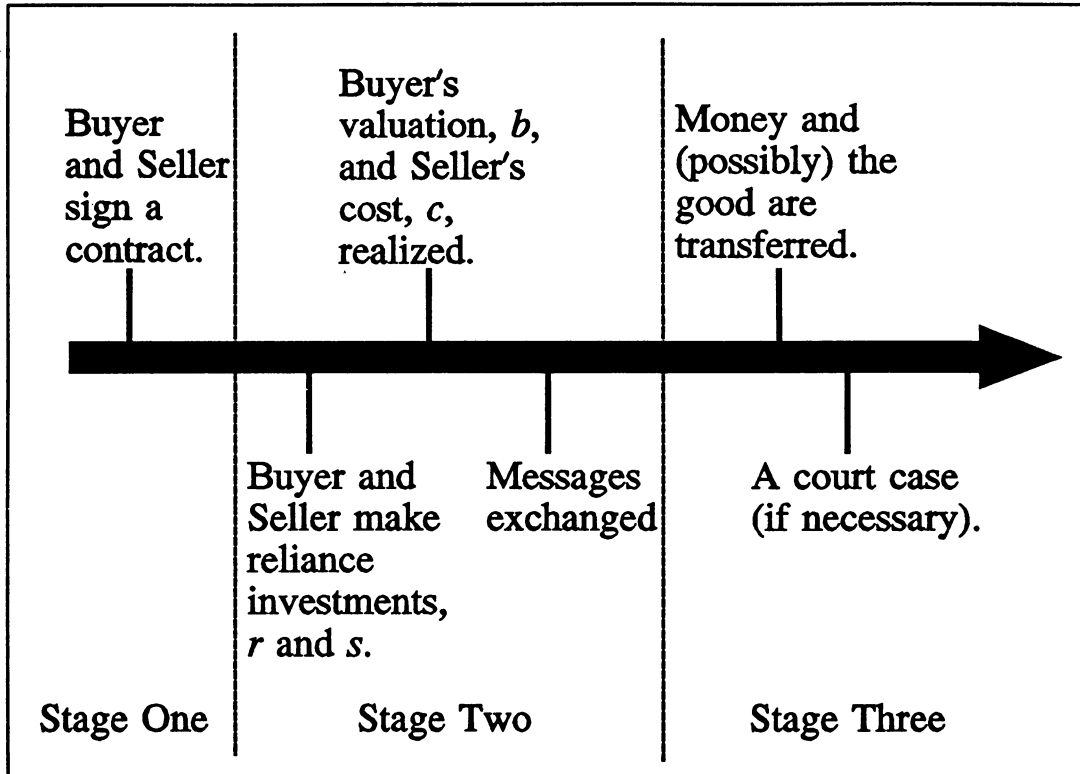 Buyer
and Seller
sign a
contract.
Buyer's
valuation, b,
and Seller's
cost, c,
realized.
Money and
(possibly) the
good are
transferred.
Buyer and
Seller make
reliance
investments,
r and s.
Messages
exchanged
A court case
(if necessary).
Stage One
Stage Two
Stage Three